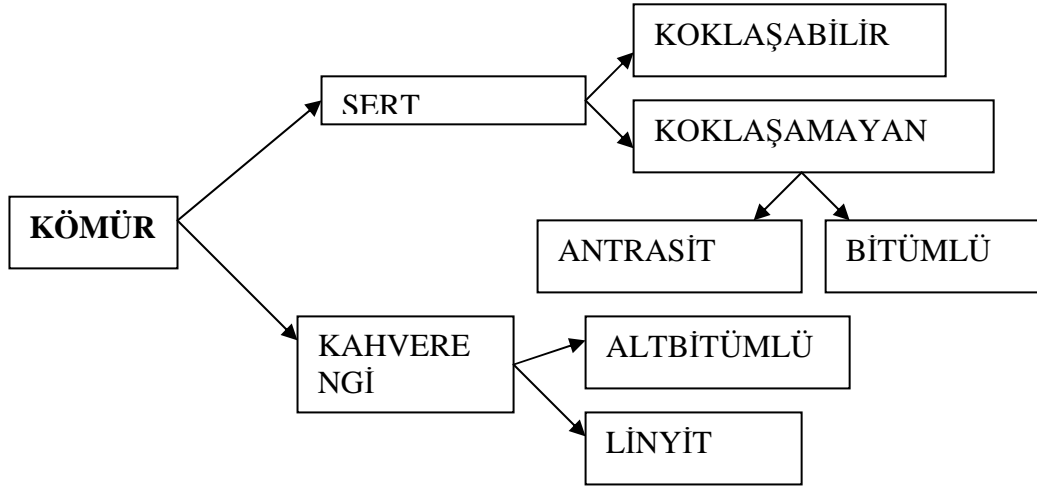 KOKLAŞABİLİR
SERT
KOKLAŞAMAYAN
KÖMÜR
ANTRASİT
BİTÜMLÜ
KAHVERE
NGİ
ALTBİTÜMLÜ
LİNYİT